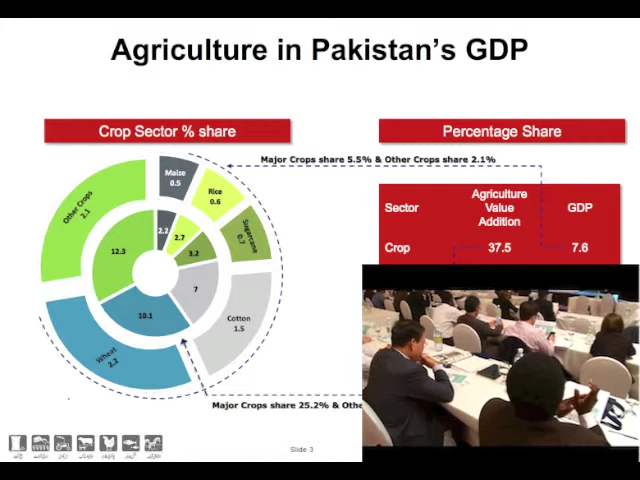 Agriculture in Pakistan's GDP
Crop Sector % share
Percentage Share
Major Crops share 5.5% & Other Crops share 2.1%
Maize
0.5
Rice
0.6
Sugarcane
0.7
Cotton
1.5
Wheat
2.2
Other Crops
2.1
2.2
2.7
3.2
7
10.1
12.3
Sector
Agriculture
Value
Addition
GDP
Crop 37.5 7.6
Major Crops share 25.2% & Othe
Slide 3